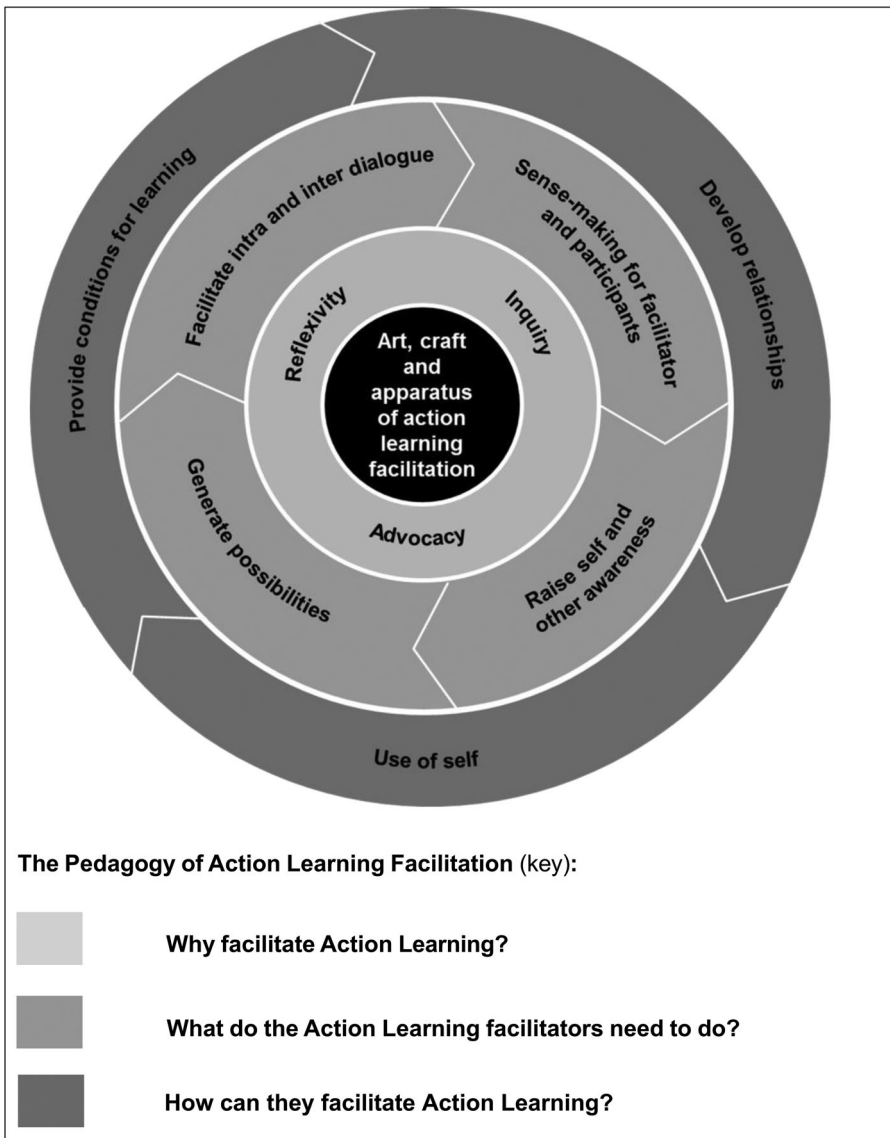 Provide conditions for learning
Develop relationships
Use of self
Facilitate intra and inter dialogue
Sense-making for facilitator
and participants
Raise self and
other awareness
Generate possibilities
Reflexivity
Inquiry
Advocacy
Art, craft
and
apparatus
of action
learning
facilitation
The Pedagogy of Action Learning Facilitation (key):
Why facilitate Action Learning?
What do the Action Learning facilitators need to do?
How can they facilitate Action Learning?